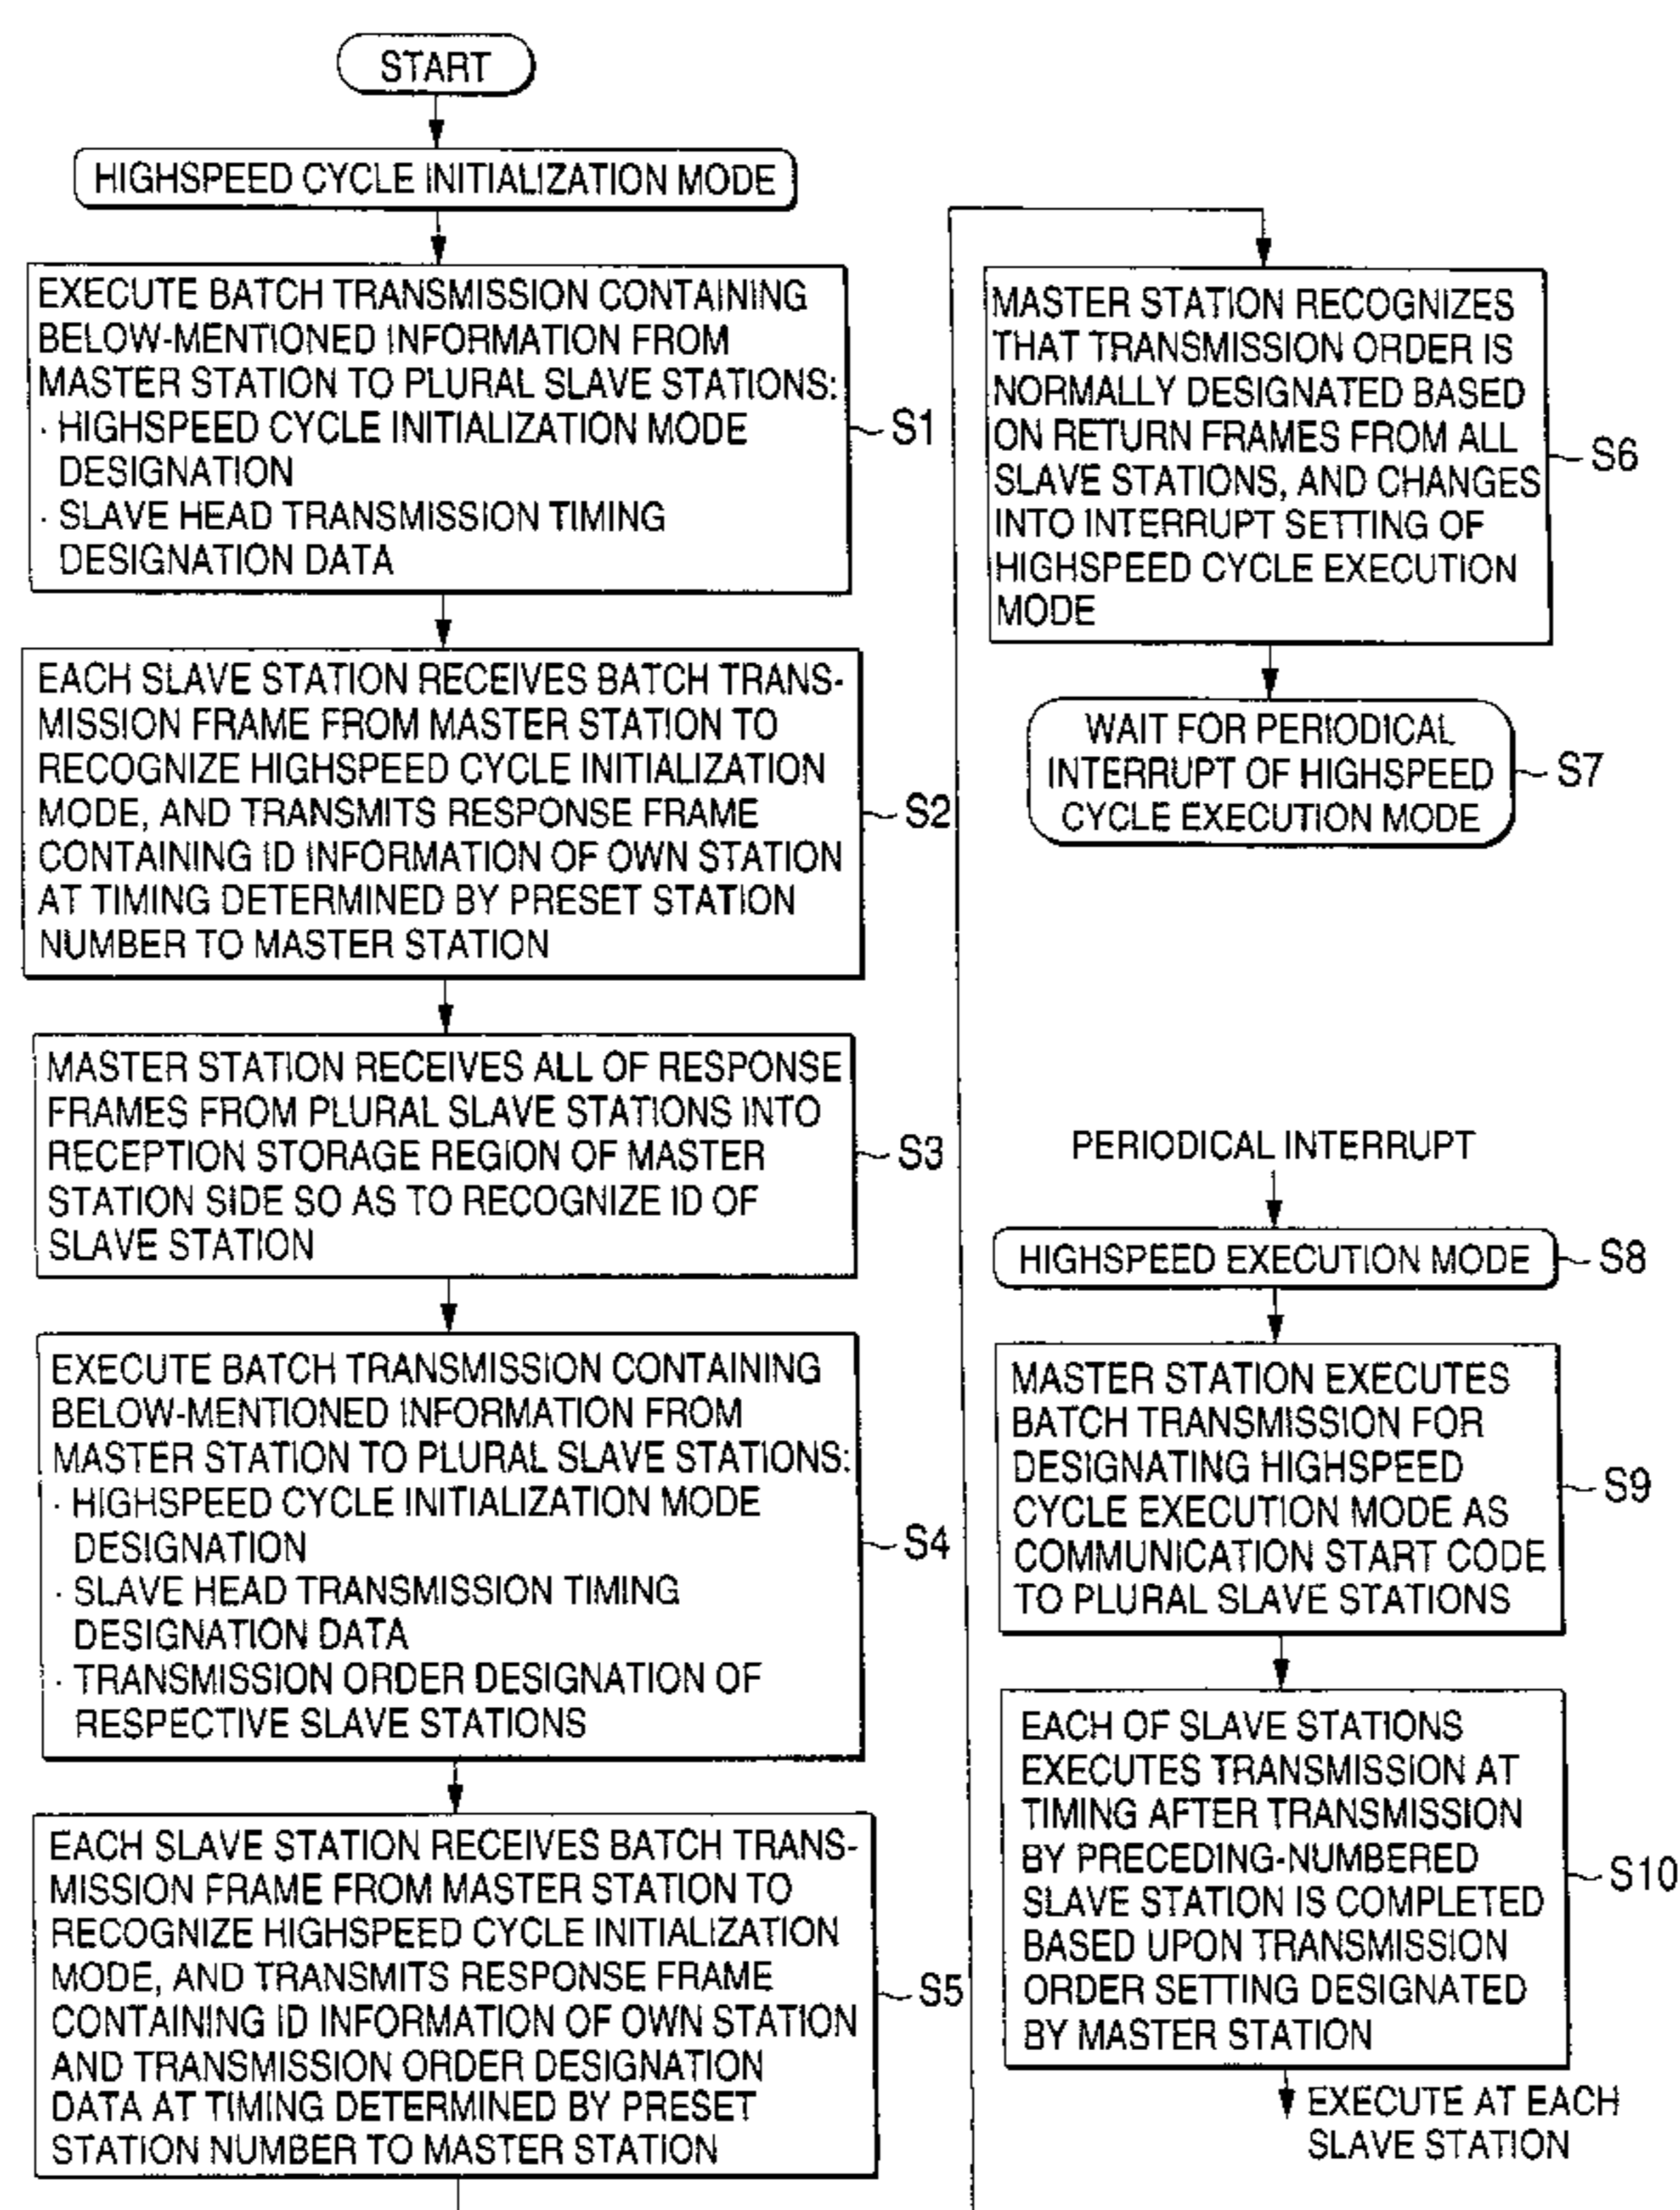 START
HIGHSPEED CYCLE INITIALIZATION MODE
EXECUTE BATCH TRANSMISSION CONTAINING
BELOW-MENTIONED INFORMATION FROM
MASTER STATION TO PLURAL SLAVE STATIONS:
· HIGHSPEED CYCLE INITIALIZATION MODE
DESIGNATION
· SLAVE HEAD TRANSMISSION TIMING
DESIGNATION DATA
S1
EACH SLAVE STATION RECEIVES BATCH TRANS-
MISSION FRAME FROM MASTER STATION TO
RECOGNIZE HIGHSPEED CYCLE INITIALIZATION
MODE, AND TRANSMITS RESPONSE FRAME
CONTAINING ID INFORMATION OF OWN STATION
AT TIMING DETERMINED BY PRESET STATION
NUMBER TO MASTER STATION
S2
MASTER STATION RECEIVES ALL OF RESPONSE
FRAMES FROM PLURAL SLAVE STATIONS INTO
RECEPTION STORAGE REGION OF MASTER
STATION SIDE SO AS TO RECOGNIZE ID OF
SLAVE STATION
S3
EXECUTE BATCH TRANSMISSION CONTAINING
BELOW-MENTIONED INFORMATION FROM
MASTER STATION TO PLURAL SLAVE STATIONS:
· HIGHSPEED CYCLE INITIALIZATION MODE
DESIGNATION
· SLAVE HEAD TRANSMISSION TIMING
DESIGNATION DATA
· TRANSMISSION ORDER DESIGNATION OF
RESPECTIVE SLAVE STATIONS
S4
EACH SLAVE STATION RECEIVES BATCH TRANS-
MISSION FRAME FROM MASTER STATION TO
RECOGNIZE HIGHSPEED CYCLE INITIALIZATION
MODE, AND TRANSMITS RESPONSE FRAME
CONTAINING ID INFORMATION OF OWN STATION
AND TRANSMISSION ORDER DESIGNATION
DATA AT TIMING DETERMINED BY PRESET
STATION NUMBER TO MASTER STATION
S5
MASTER STATION RECOGNIZES
THAT TRANSMISSION ORDER IS
NORMALLY DESIGNATED BASED
ON RETURN FRAMES FROM ALL
SLAVE STATIONS, AND CHANGES
INTO INTERRUPT SETTING OF
HIGHSPEED CYCLE EXECUTION
MODE
S6
WAIT FOR PERIODICAL
INTERRUPT OF HIGHSPEED
CYCLE EXECUTION MODE
S7
PERIODICAL INTERRUPT
HIGHSPEED EXECUTION MODE
S8
MASTER STATION EXECUTES
BATCH TRANSMISSION FOR
DESIGNATING HIGHSPEED
CYCLE EXECUTION MODE AS
COMMUNICATION START CODE
TO PLURAL SLAVE STATIONS
S9
EACH OF SLAVE STATIONS
EXECUTES TRANSMISSION AT
TIMING AFTER TRANSMISSION
BY PRECEDING-NUMBERED
SLAVE STATION IS COMPLETED
BASED UPON TRANSMISSION
ORDER SETTING DESIGNATED
BY MASTER STATION
S10
EXECUTE AT EACH
SLAVE STATION